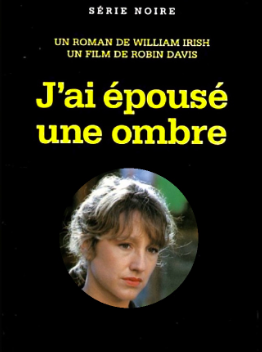 SÉRIE NOIRE
UN ROMAN DE WILLIAM IRISH
UN FILM DE ROBIN DAVIS
J'ai épousé
une ombre